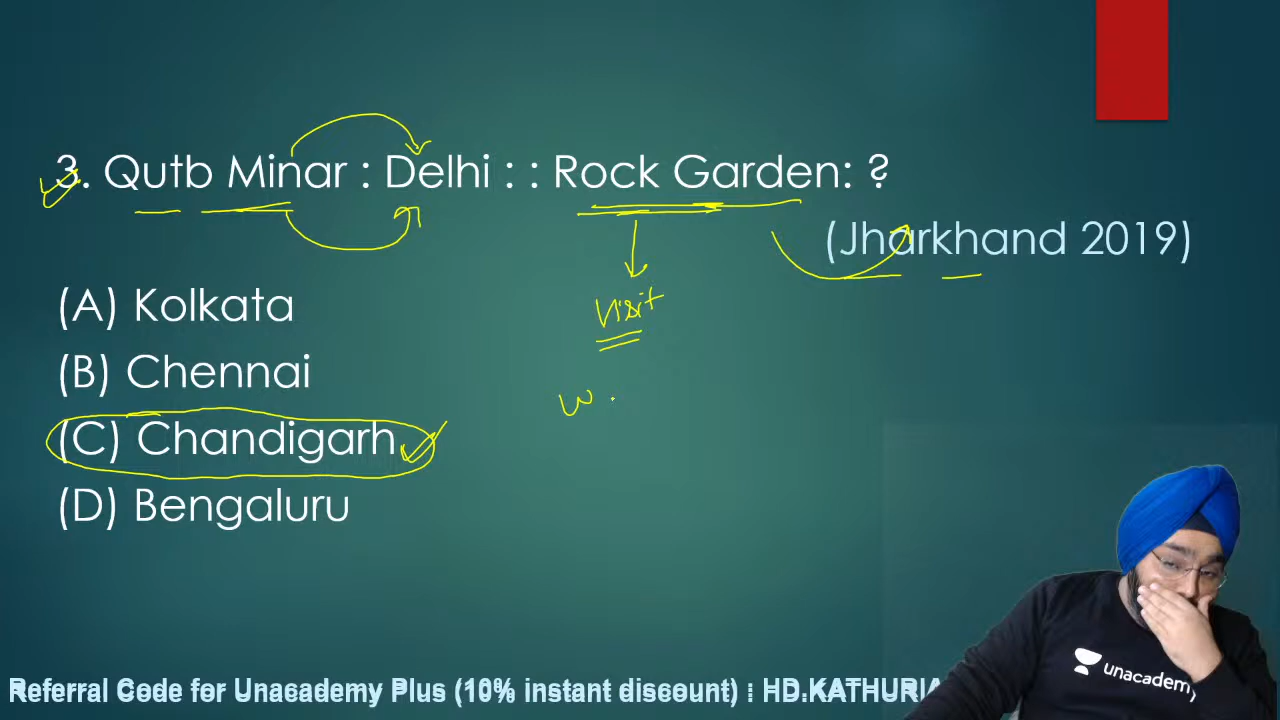 3. Qutb Minar : Delhi : : Rock Garden: ?
(Jharkhand 2019)
(A) Kolkata
(B) Chennai
(C) Chandigarh
(D) Bengaluru
Visit
w
unacademy
Referral Code for Unacademy Plus (10% instant discount) : HD.KATHURIA